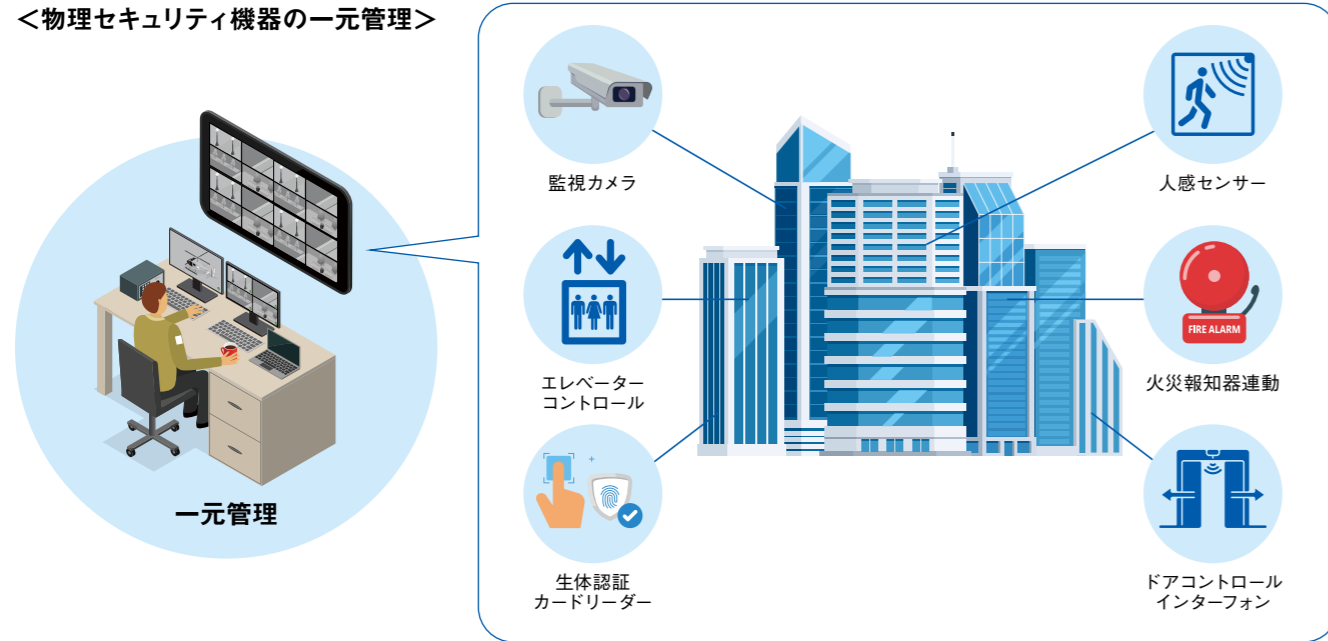 ＜物理セキュリティ機器の一元管理＞
一元管理
監視カメラ
エレベーター
コントロール
生体認証
カードリーダー
人感センサー
FIRE ALARM
火災報知器連動
ドアコントロール
インターフォン